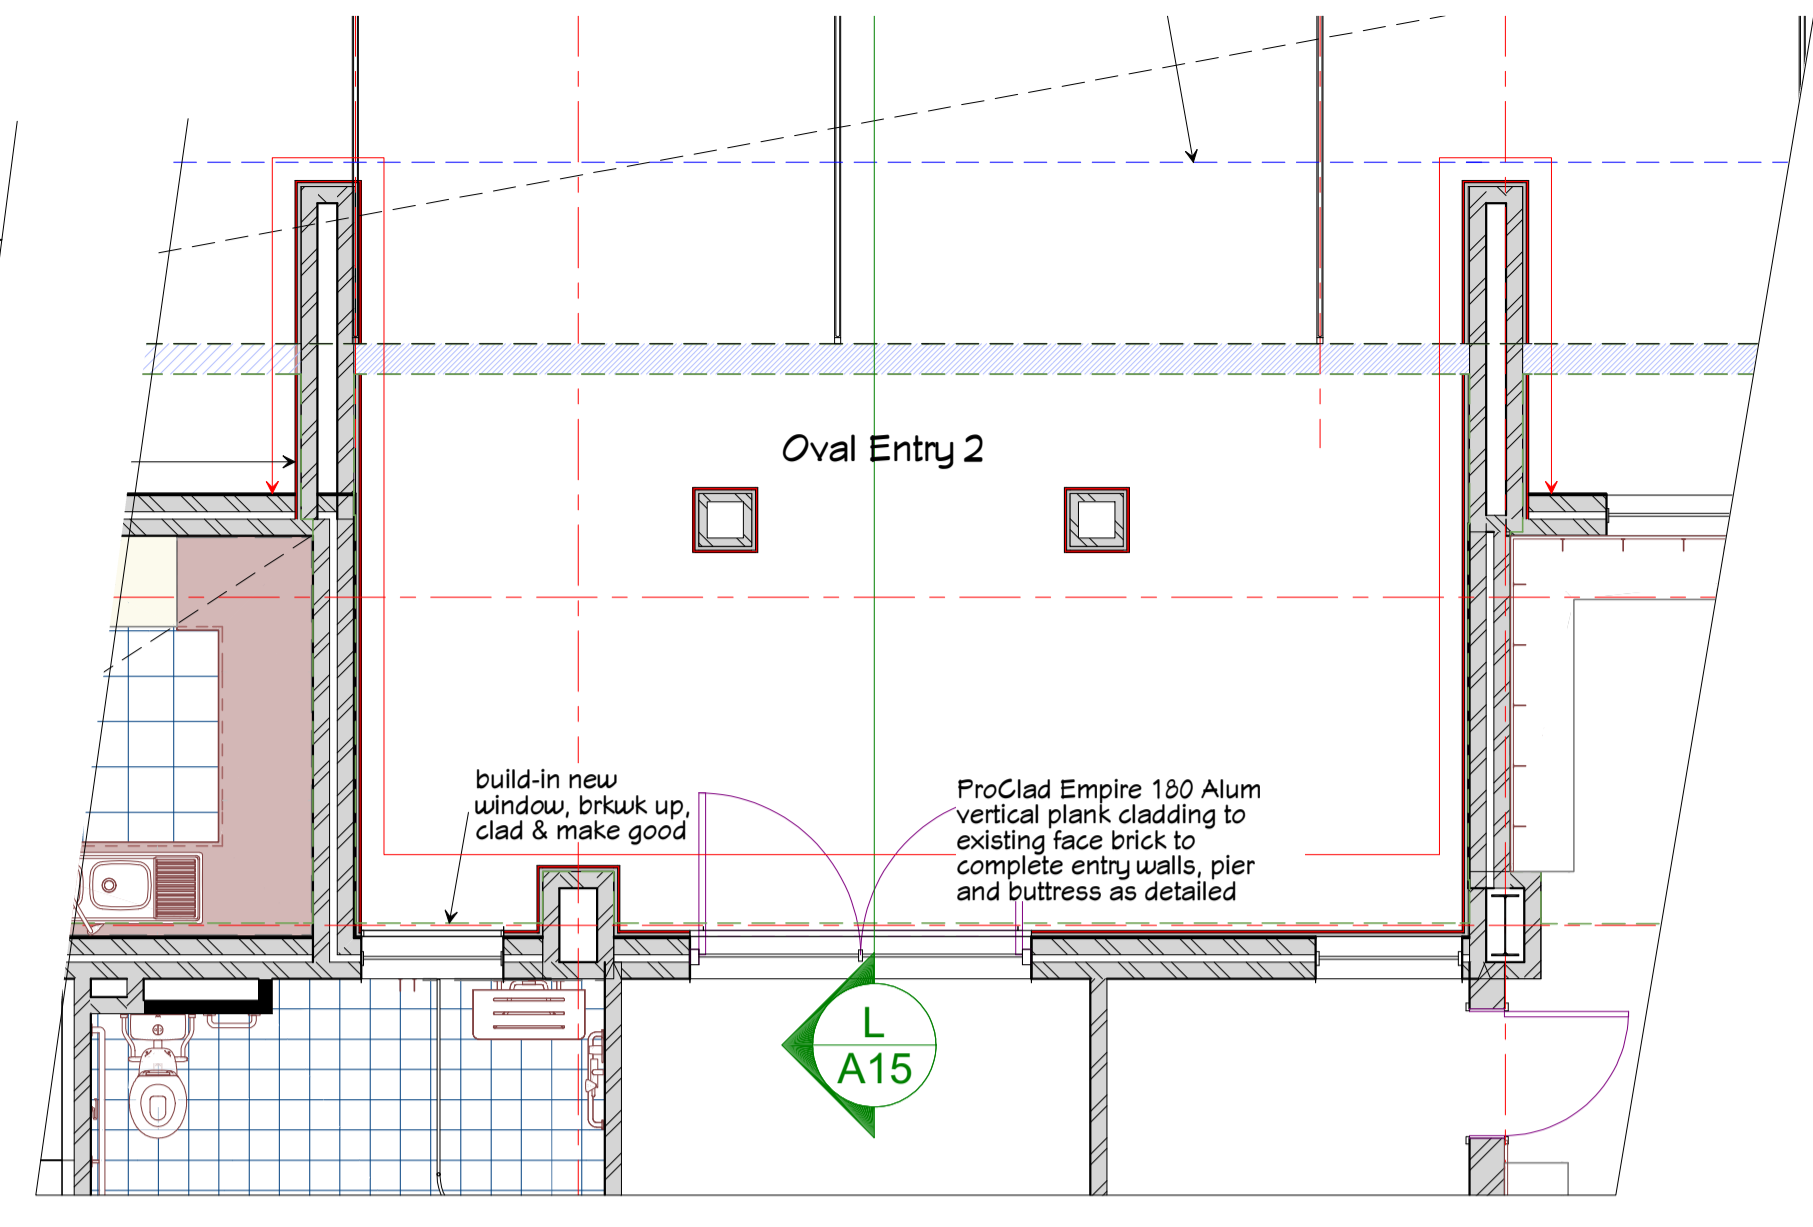 Oval Entry 2
build-in new
window, brkwk up,
clad & make good
ProClad Empire 180 Alum
vertical plank cladding to
existing face brick to
complete entry walls, pier
and buttress as detailed
L
A15